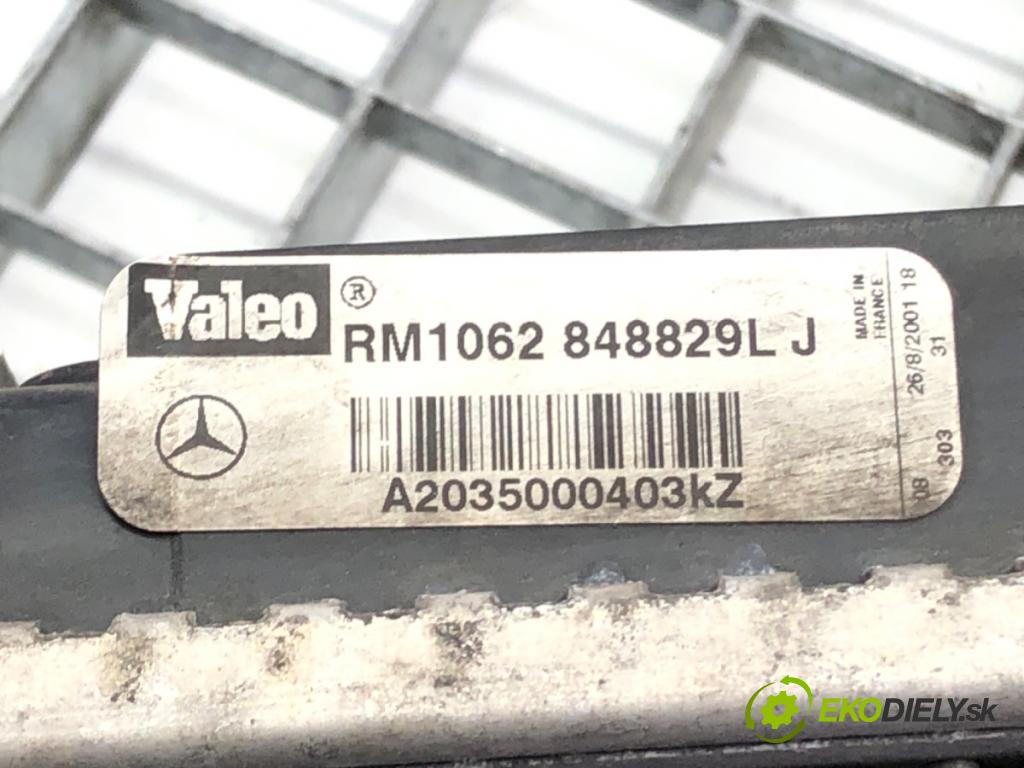 Valeo ®
RM1062 848829L J
A2035000403kZ
MADE IN
FRANCE
26/8/2001 18
31
08
303
EKODIELY.sk